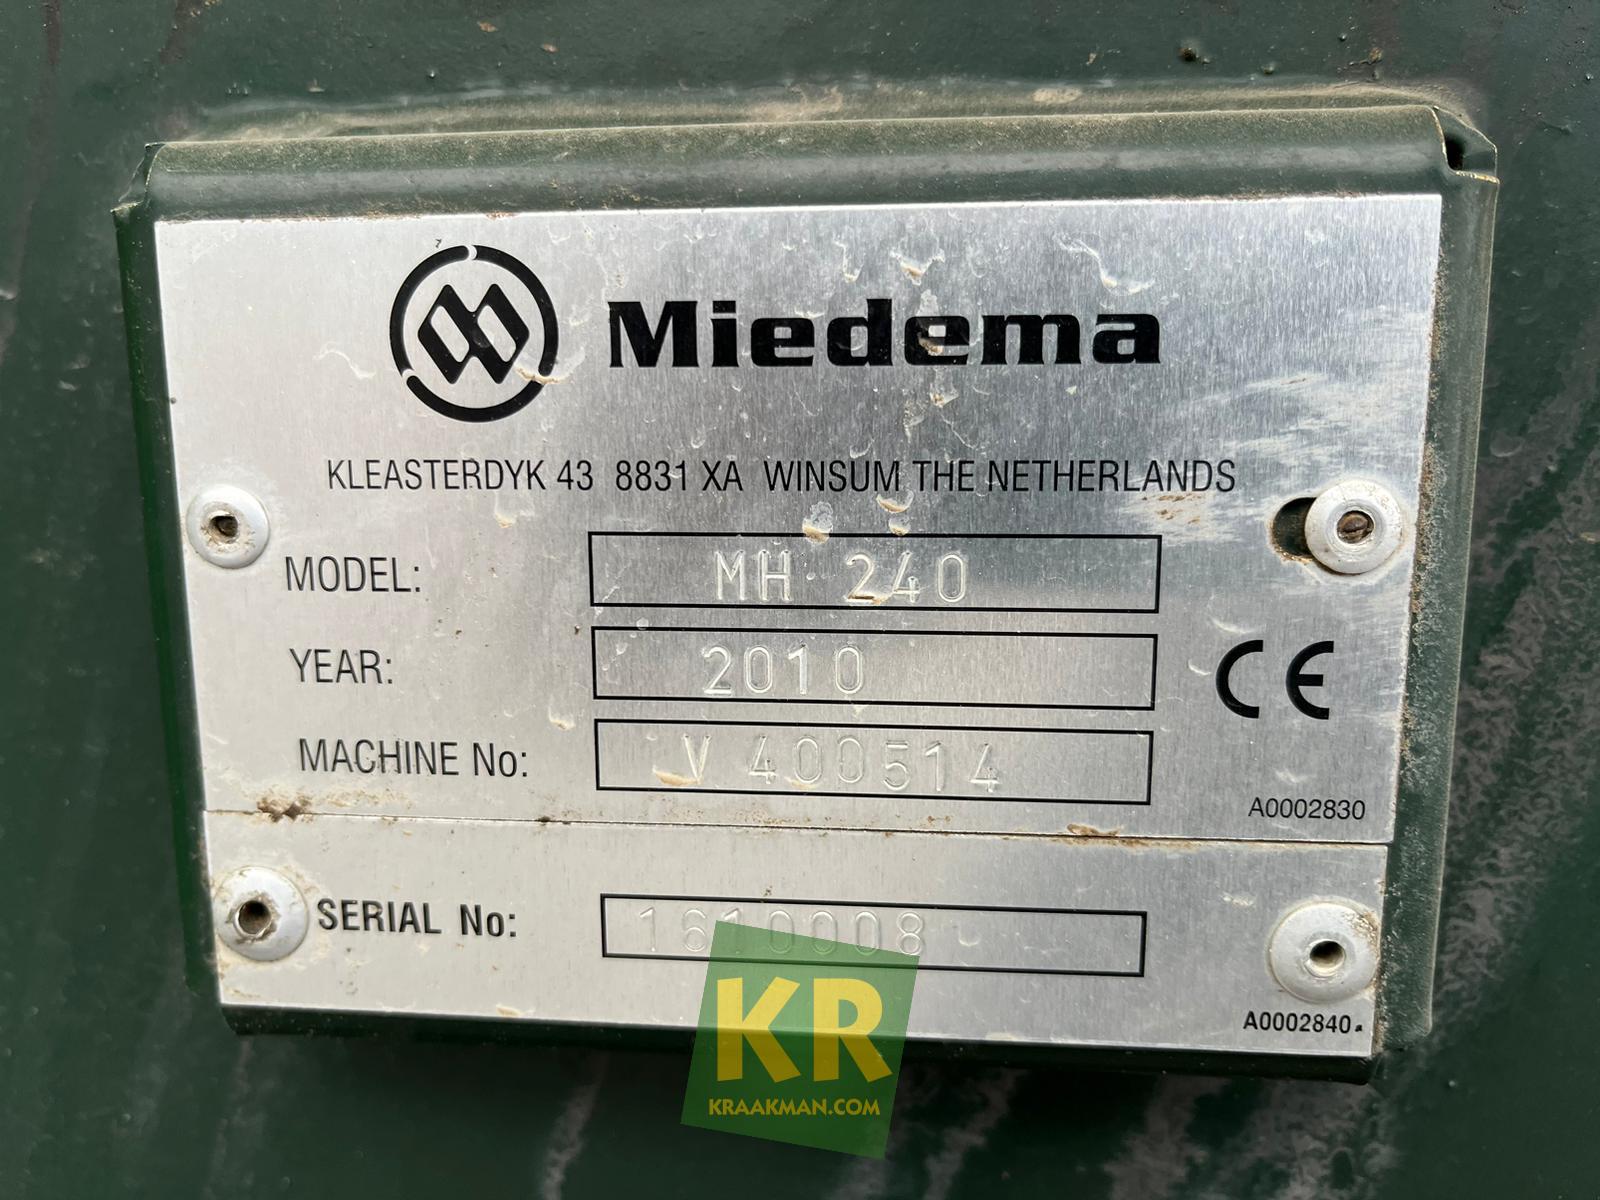 Miedema
KLEASTERDYK 43 8831 XA WINSUM THE NETHERLANDS
MODEL: MH 240
YEAR: 2010
CE
MACHINE No: V 400514
A0002830
SERIAL No: 1610008
A0002840
KR
KRAAKMAN.COM